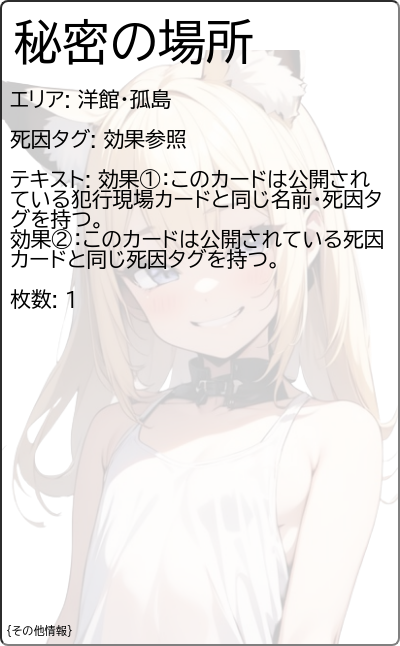 秘密の場所
エリア: 洋館・孤島
死因タグ: 効果参照
テキスト: 効果①：このカードは公開され
ている犯行現場カードと同じ名前・死因タ
グを持つ。
効果②：このカードは公開されている死因
カードと同じ死因タグを持つ。
枚数: 1
{その他情報}